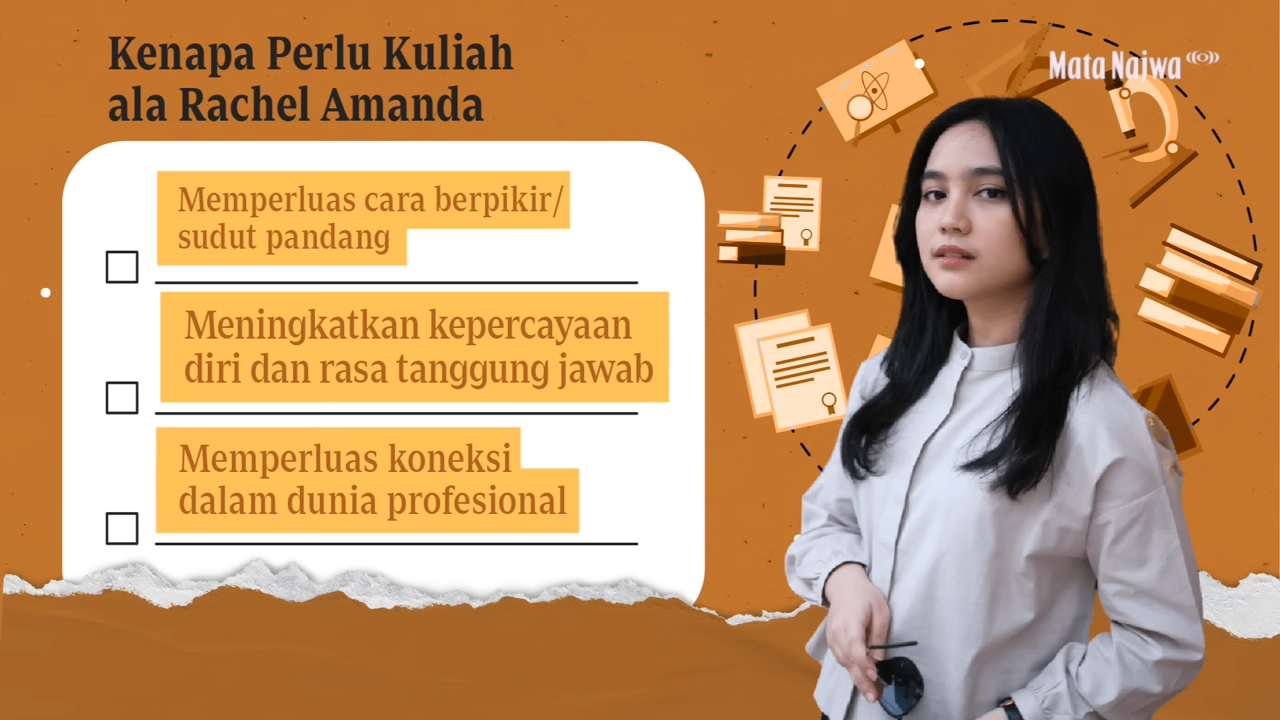 Kenapa Perlu Kuliah
ala Rachel Amanda
Mata Najwa
Memperluas cara berpikir/
sudut pandang
Meningkatkan kepercayaan
diri dan rasa tanggung jawab
Memperluas koneksi
dalam dunia profesional